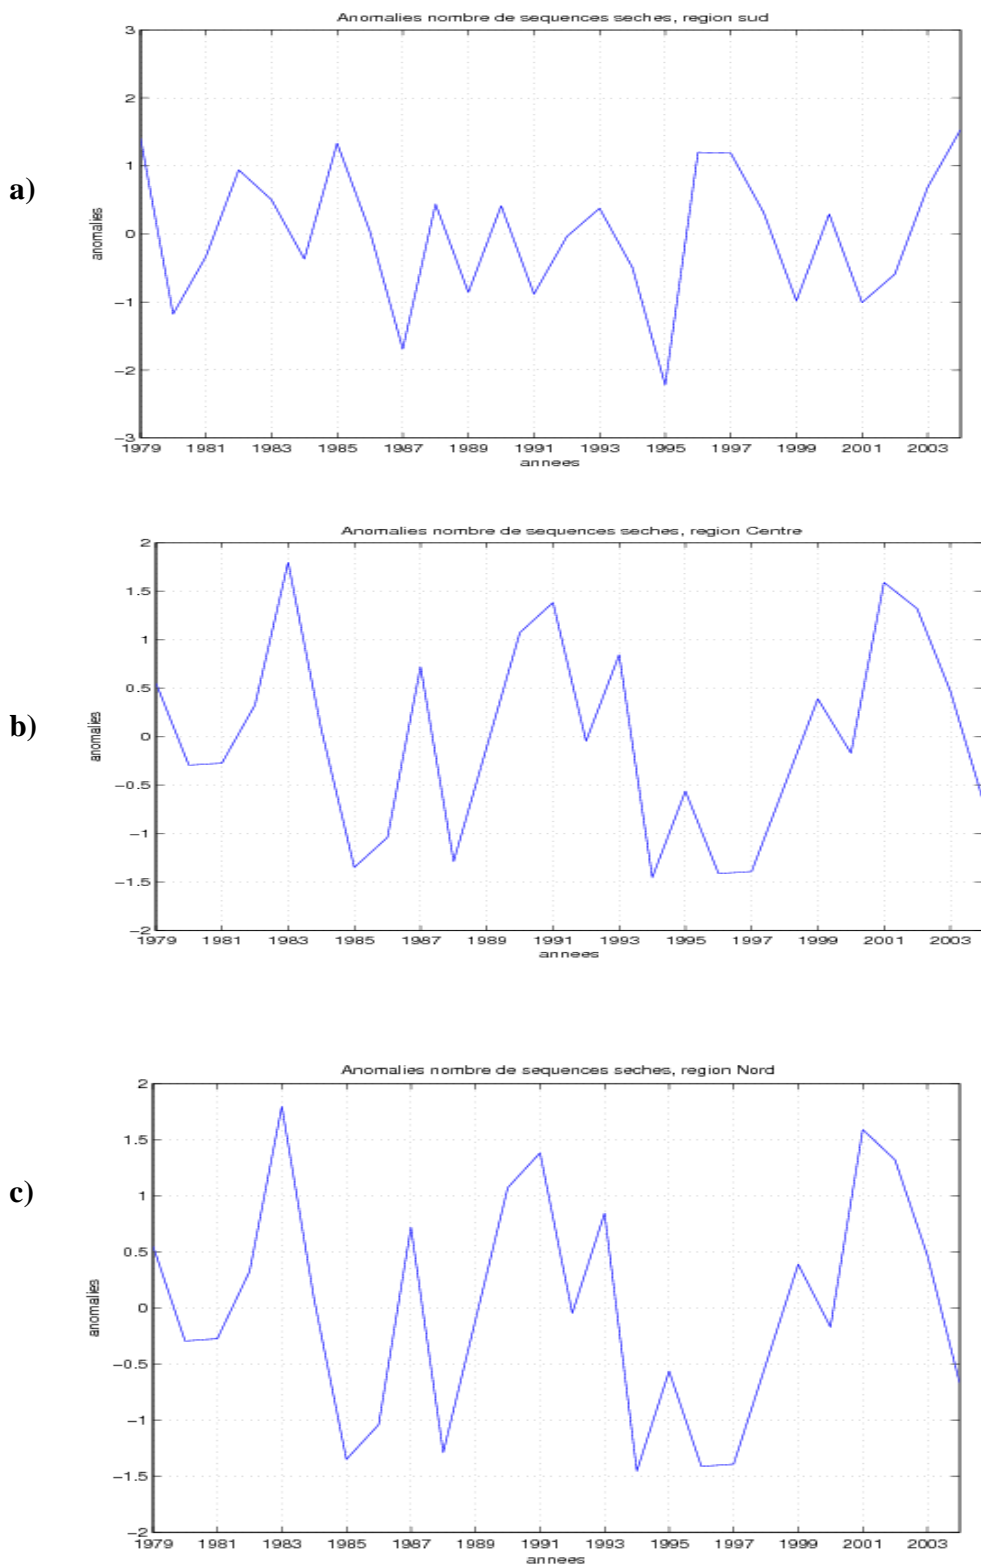 Anomalies nombre de sequences seches, region sud
3
2
1
0
−1
−2
−3
anomalies
a)
1979 1981 1983 1985 1987 1989 1991 1993 1995 1997 1999 2001 2003
annees
Anomalies nombre de sequences seches, region Centre
2
1.5
1
0.5
0
−0.5
−1
−1.5
−2
anomalies
b)
1979 1981 1983 1985 1987 1989 1991 1993 1995 1997 1999 2001 2003
annees
Anomalies nombre de sequences seches, region Nord
2
1.5
1
0.5
0
−0.5
−1
−1.5
−2
anomalies
c)
1979 1981 1983 1985 1987 1989 1991 1993 1995 1997 1999 2001 2003
annees